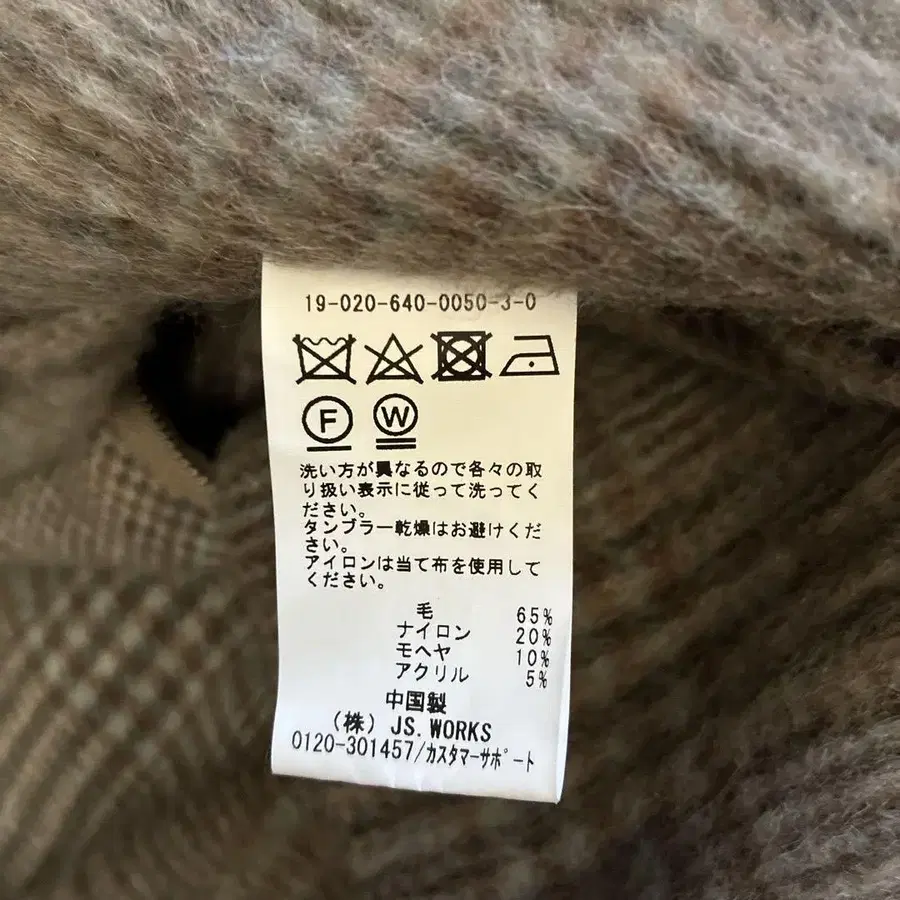 19-020-640-0050-3-0
F W
洗い方が異なるので各々の取
り扱い表示に従って洗ってく
ださい。
タンブラー乾燥はお避けくだ
さい。
アイロンは当て布を使用して
ください。
毛 65%
ナイロン 20%
モヘヤ 10%
アクリル 5%
中国製
(株) JS.WORKS
0120-301457/カスタマーサポート